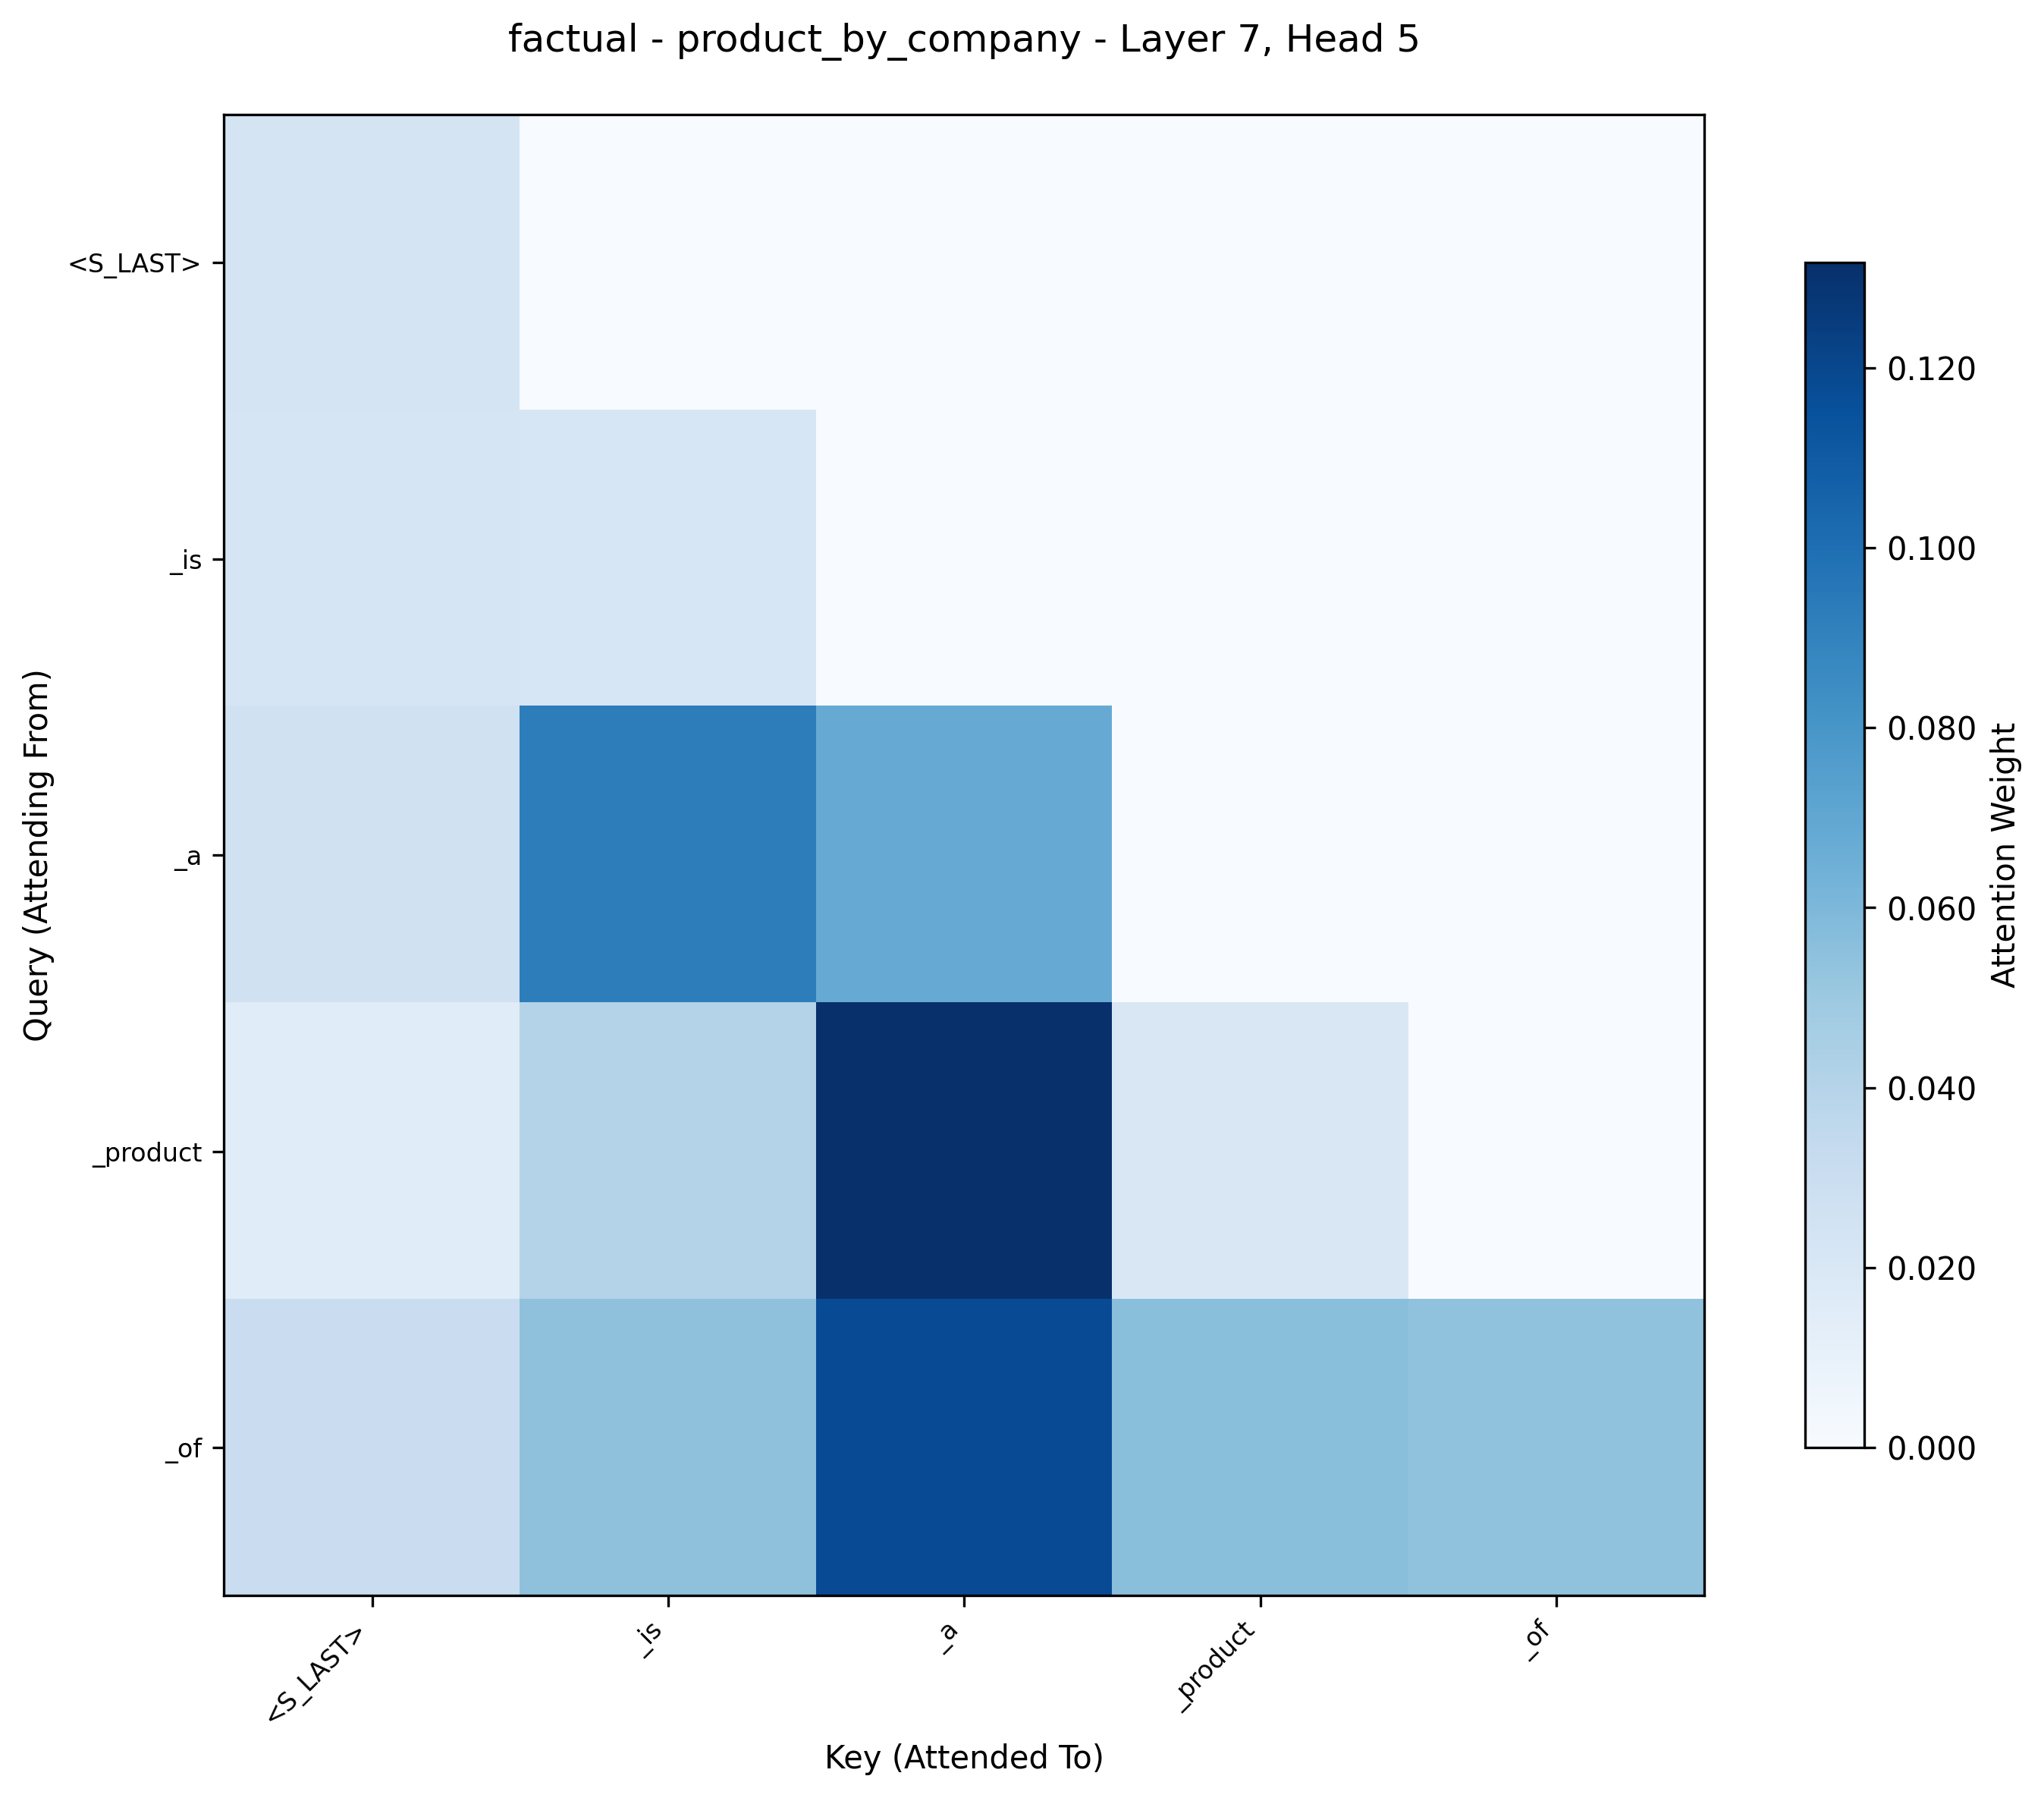 factual - product_by_company - Layer 7, Head 5
Query (Attending From)
<S_LAST>
_is
_a
_product
_of
<S_LAST>
_is
_a
_product
_of
Key (Attended To)
0.120
0.100
0.080
0.060
0.040
0.020
0.000
Attention Weight